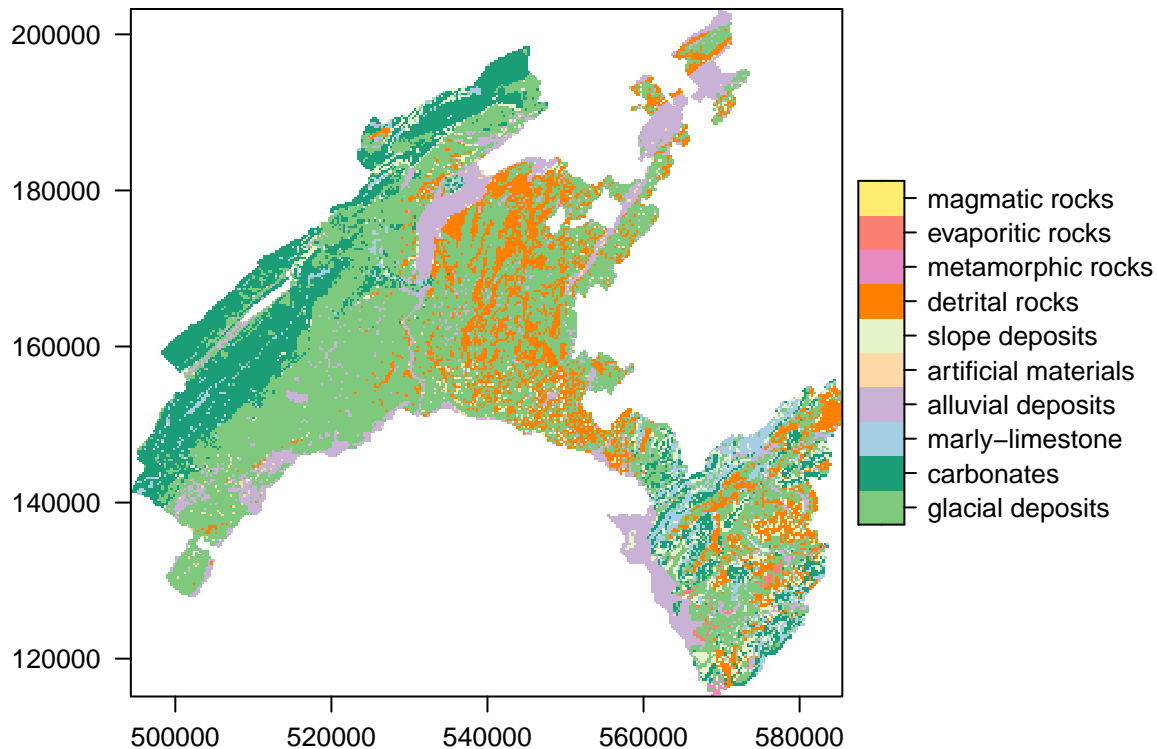 200000
180000
160000
140000
120000
500000
520000
540000
560000
580000
magmatic rocks
evaporitic rocks
metamorphic rocks
detrital rocks
slope deposits
artificial materials
alluvial deposits
marly−limestone
carbonates
glacial deposits